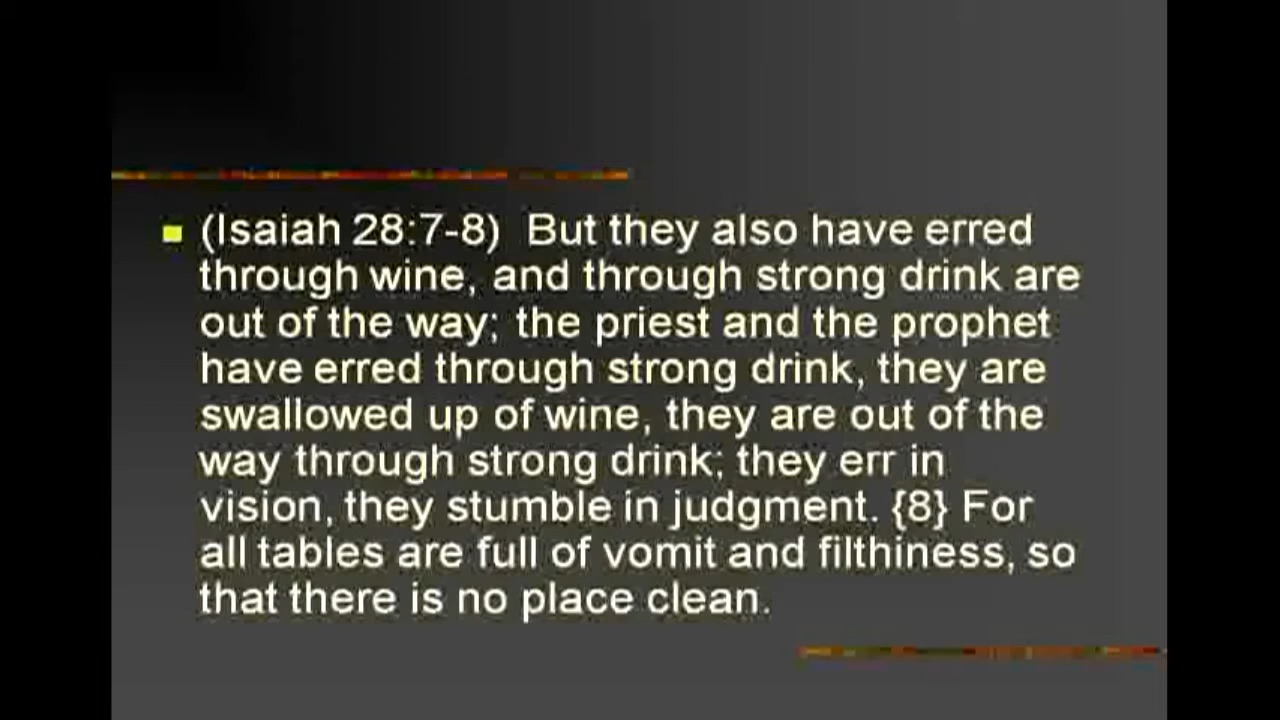 (Isaiah 28:7-8) But they also have erred
through wine, and through strong drink are
out of the way; the priest and the prophet
have erred through strong drink, they are
swallowed up of wine, they are out of the
way through strong drink; they err in
vision, they stumble in judgment. {8} For
all tables are full of vomit and filthiness, so
that there is no place clean.